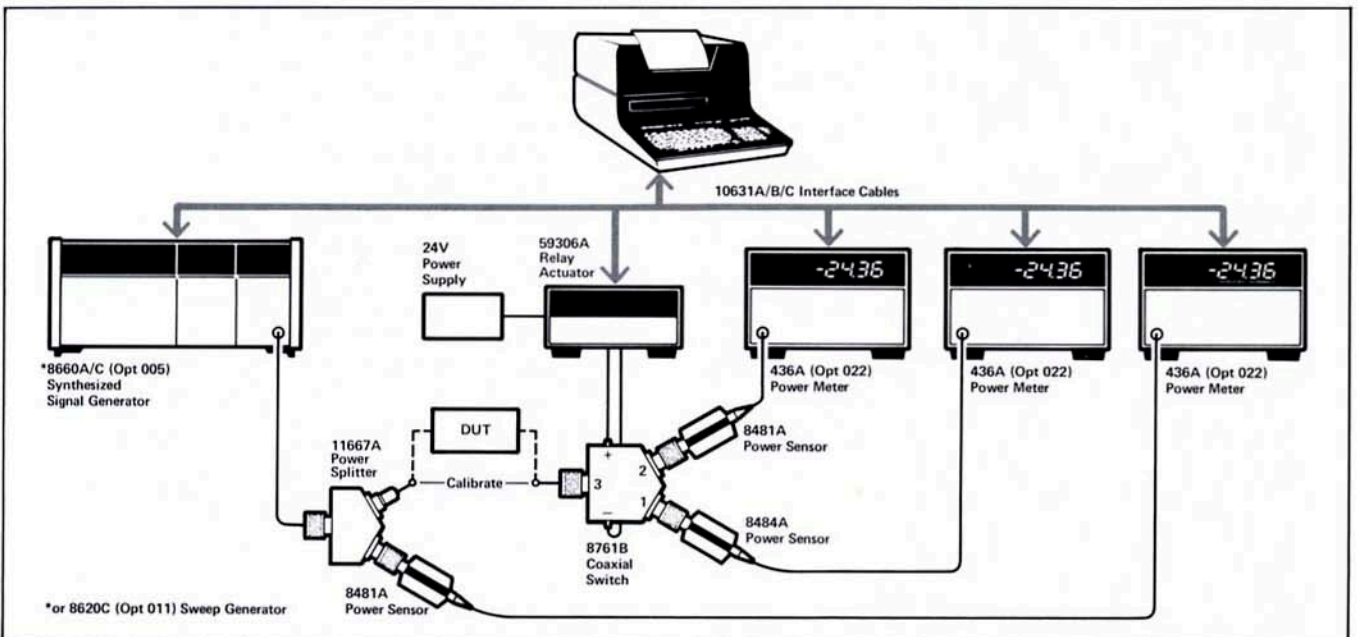 10631A/B/C Interface Cables
24V
Power
Supply
59306A
Relay
Actuator
-24.36
-24.36
-24.36
*8660A/C (Opt 005)
Synthesized
Signal Generator
436A (Opt 022)
Power Meter
436A (Opt 022)
Power Meter
436A (Opt 022)
Power Meter
DUT
11667A
Power
Splitter
Calibrate
+
2
3
1
–
8481A
Power Sensor
8484A
Power Sensor
8761B
Coaxial
Switch
8481A
Power Sensor
*or 8620C (Opt 011) Sweep Generator